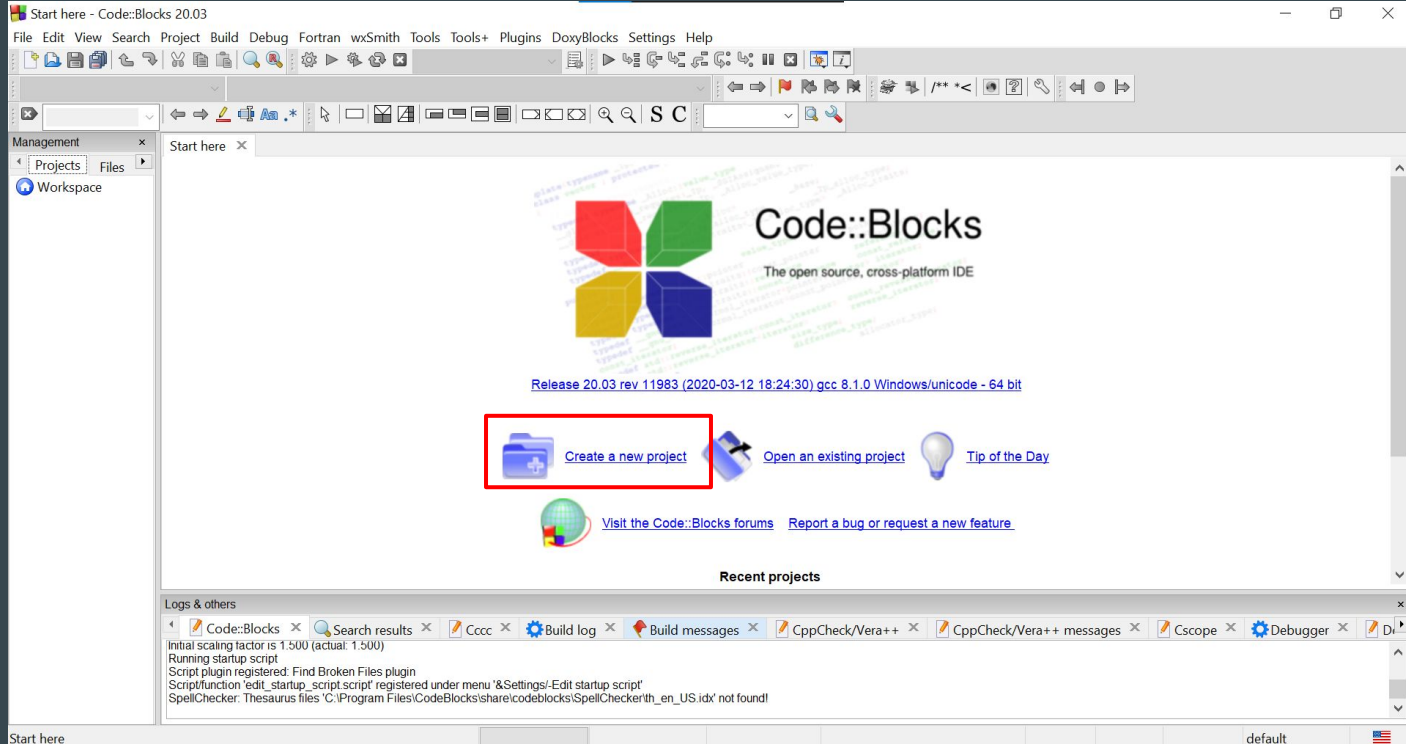 Start here - Code::Blocks 20.03
File Edit View Search Project Build Debug Fortran wxSmith Tools Tools+ Plugins DoxyBlocks Settings Help
/** *<
Aa .* S C
Management
Projects Files
Workspace
Start here
Code::Blocks
The open source, cross-platform IDE
Release 20.03 rev 11983 (2020-03-12 18:24:30) gcc 8.1.0 Windows/unicode - 64 bit
Create a new project Open an existing project Tip of the Day
Visit the Code::Blocks forums Report a bug or request a new feature
Recent projects
Logs & others
Code::Blocks Search results Cccc Build log Build messages CppCheck/Vera++ CppCheck/Vera++ messages Cscope Debugger
Initial scaling factor is 1.500 (actual: 1.500)
Running startup script
Script plugin registered: Find Broken Files plugin
Script/function 'edit_startup_script.script' registered under menu '&Settings/-Edit startup script'
SpellChecker: Thesaurus files 'C:\Program Files\CodeBlocks\share\codeblocks\SpellChecker\th_en_US.idx' not found!
Start here default